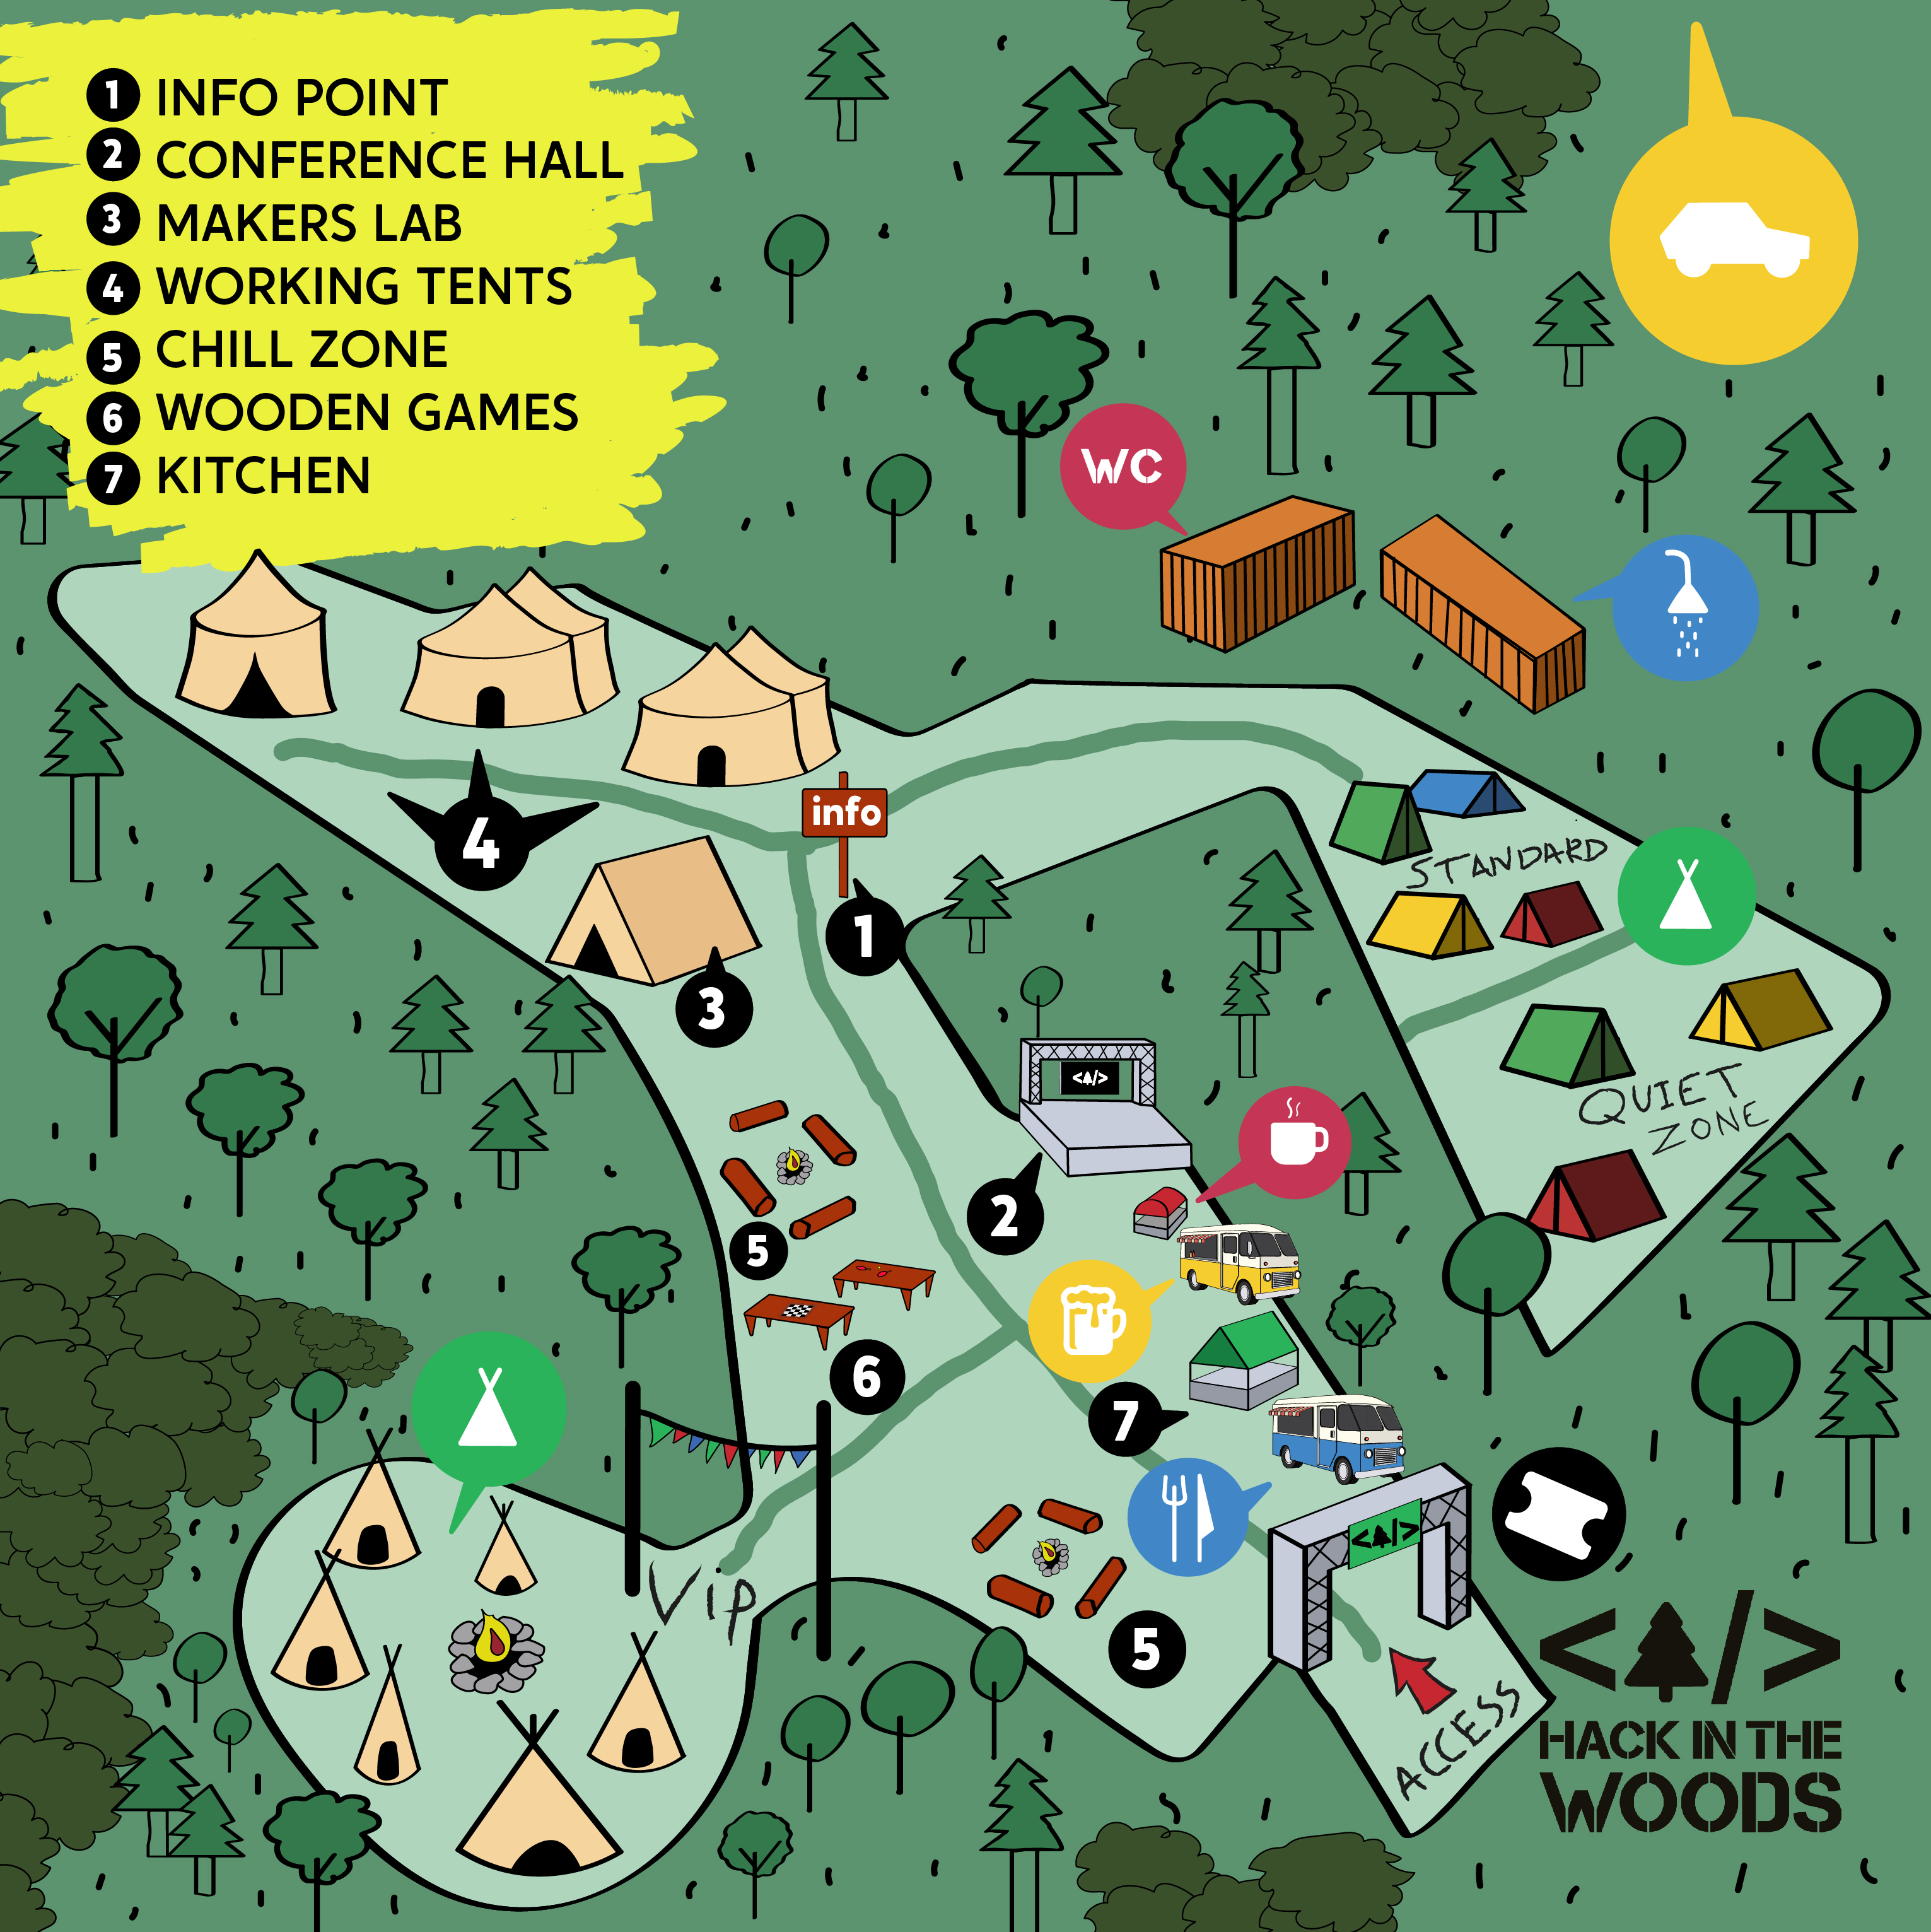 1 INFO POINT
2 CONFERENCE HALL
3 MAKERS LAB
4 WORKING TENTS
5 CHILL ZONE
6 WOODEN GAMES
7 KITCHEN
WC
info
4
1
STANDARD
3
QUIET
ZONE
</>
2
5
6
7
</>
VIP
5
ACCESS
</>
HACK IN THE
WOODS